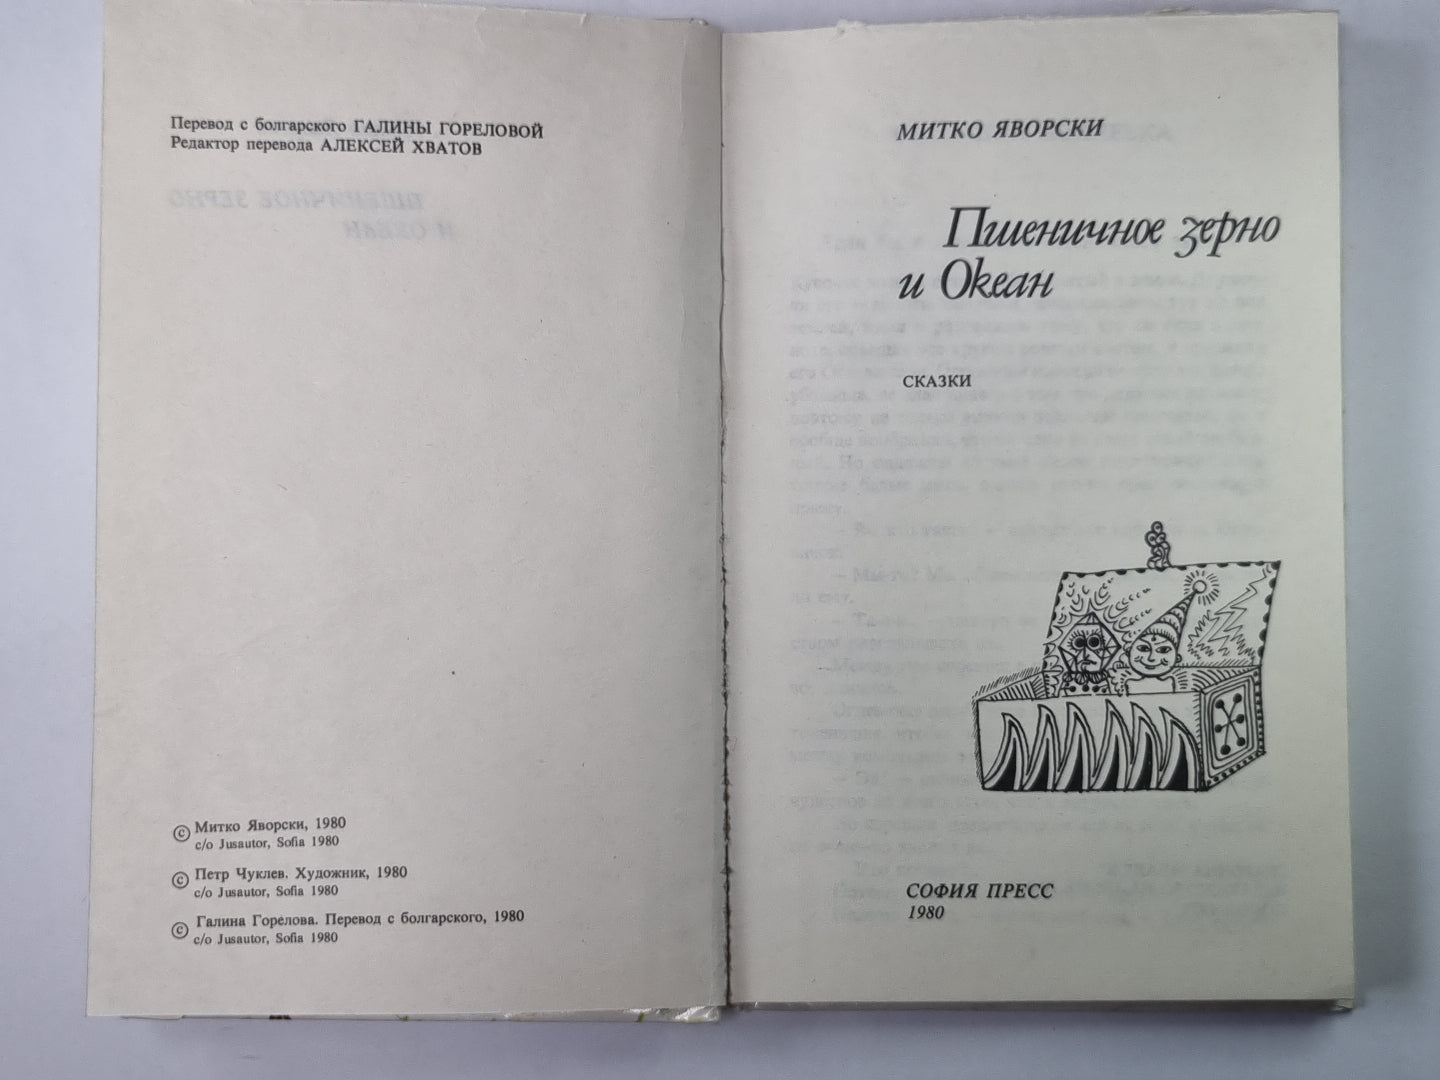 Перевод с болгарского ГАЛИНЫ ГОРЕЛОВОЙ
Редактор перевода АЛЕКСЕЙ ХВАТОВ
© Митко Яворски, 1980
c/o Jusautor, Sofia 1980
© Петр Чуклев. Художник, 1980
c/o Jusautor, Sofia 1980
© Галина Горелова. Перевод с болгарского, 1980
c/o Jusautor, Sofia 1980
МИТКО ЯВОРСКИ
Пшеничное зерно
и Океан
СКАЗКИ
СОФИЯ ПРЕСС
1980